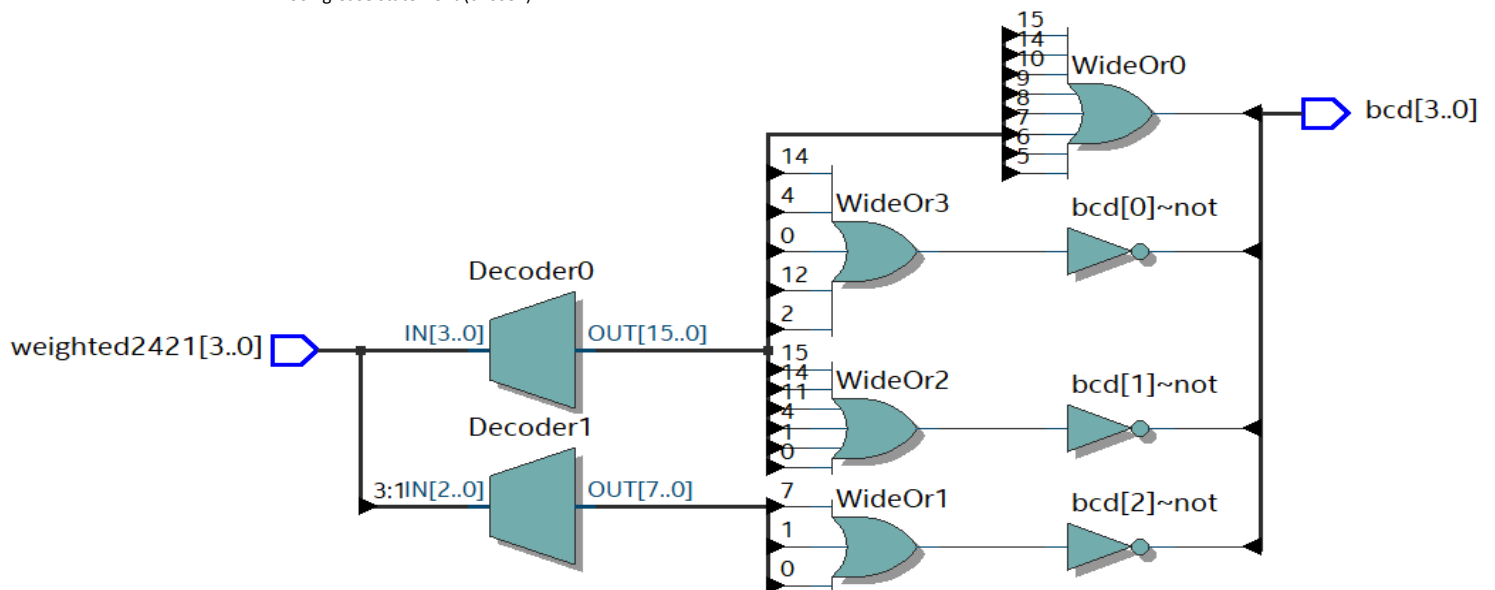 15
14
10
9
8
7
6
5
WideOr0
bcd[3..0]
14
4
0
12
2
WideOr3
bcd[0]~not
Decoder0
IN[3..0]
OUT[15..0]
weighted2421[3..0]
15
14
11
4
1
0
WideOr2
bcd[1]~not
Decoder1
3:1
IN[2..0]
OUT[7..0]
7
1
0
WideOr1
bcd[2]~not